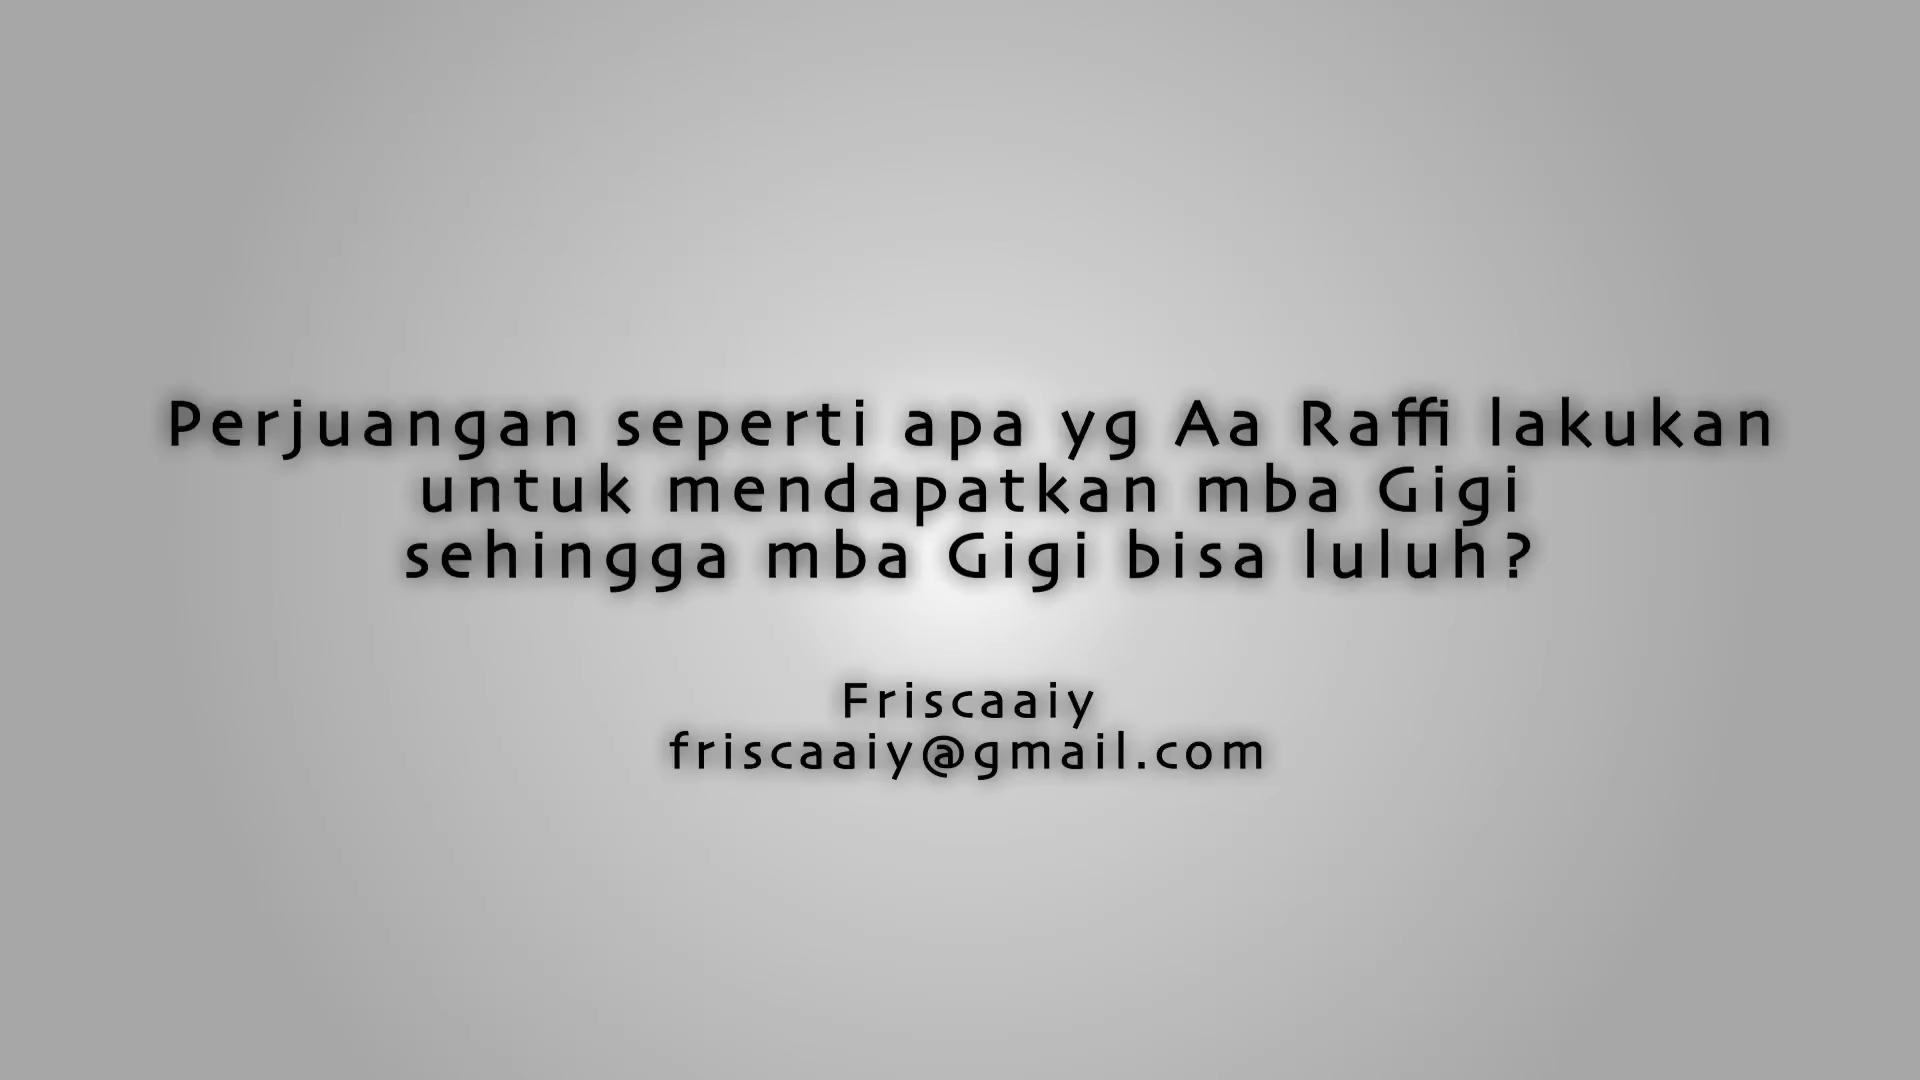 Perjuangan seperti apa yg Aa Raffi lakukan
untuk mendapatkan mba Gigi
sehingga mba Gigi bisa luluh?
Friscaaiy
friscaaiy@gmail.com